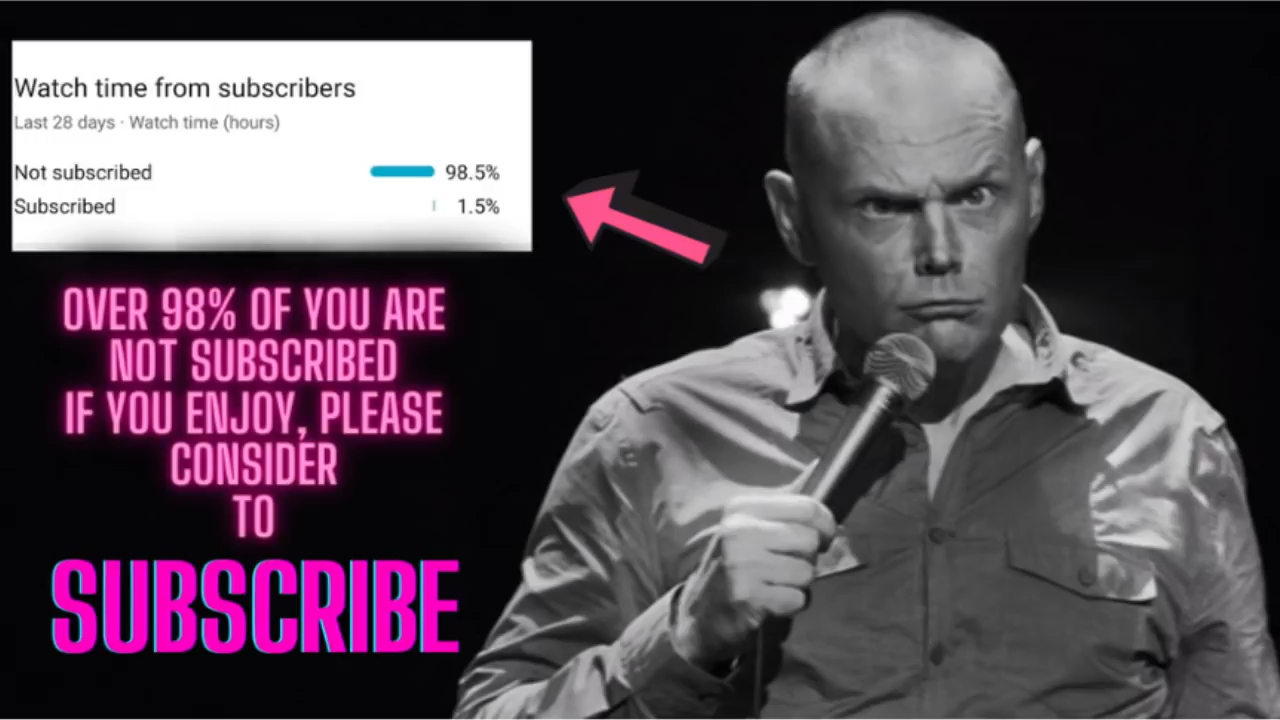 Watch time from subscribers
Last 28 days · Watch time (hours)
Not subscribed 98.5%
Subscribed 1.5%
OVER 98% OF YOU ARE
NOT SUBSCRIBED
IF YOU ENJOY, PLEASE
CONSIDER
TO
SUBSCRIBE